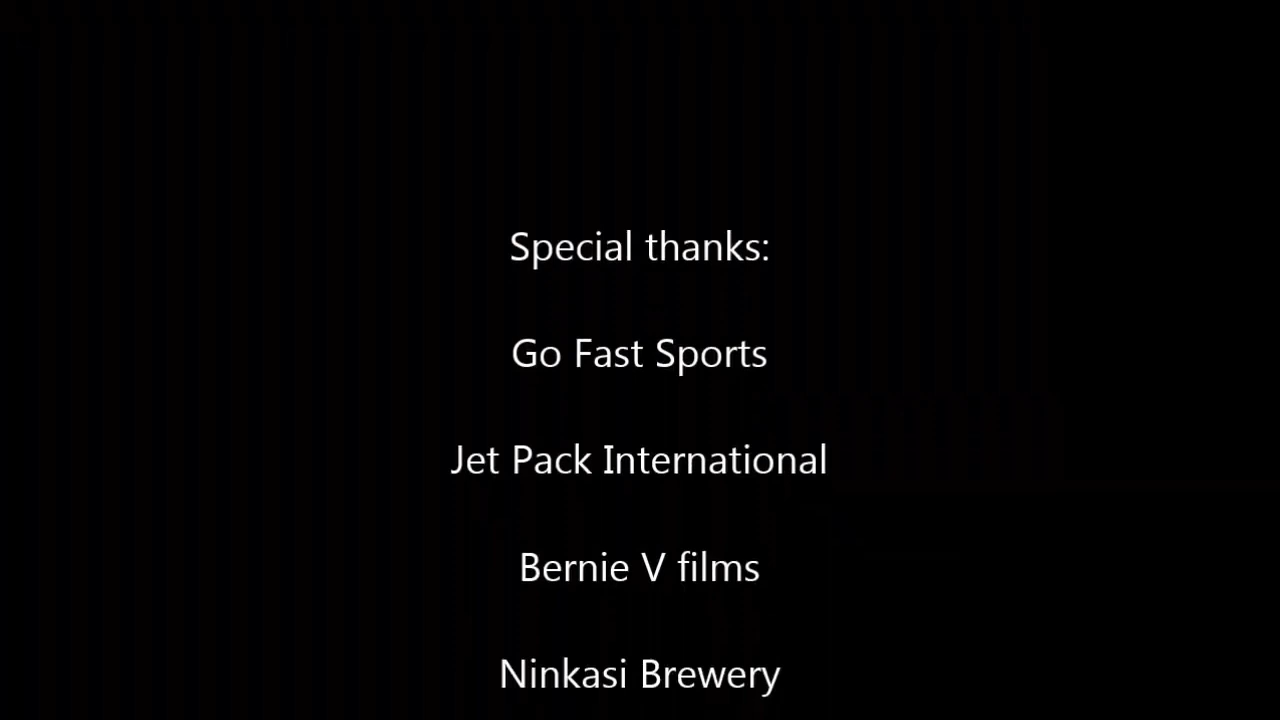 Special thanks:
Go Fast Sports
Jet Pack International
Bernie V films
Ninkasi Brewery